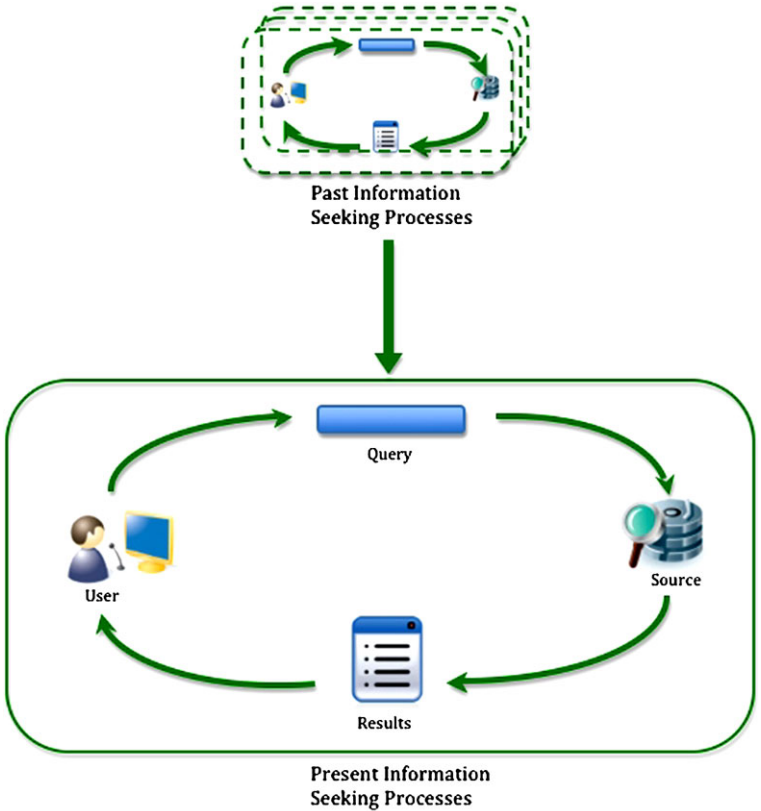 Past Information
Seeking Processes
Query
User
Source
Results
Present Information
Seeking Processes